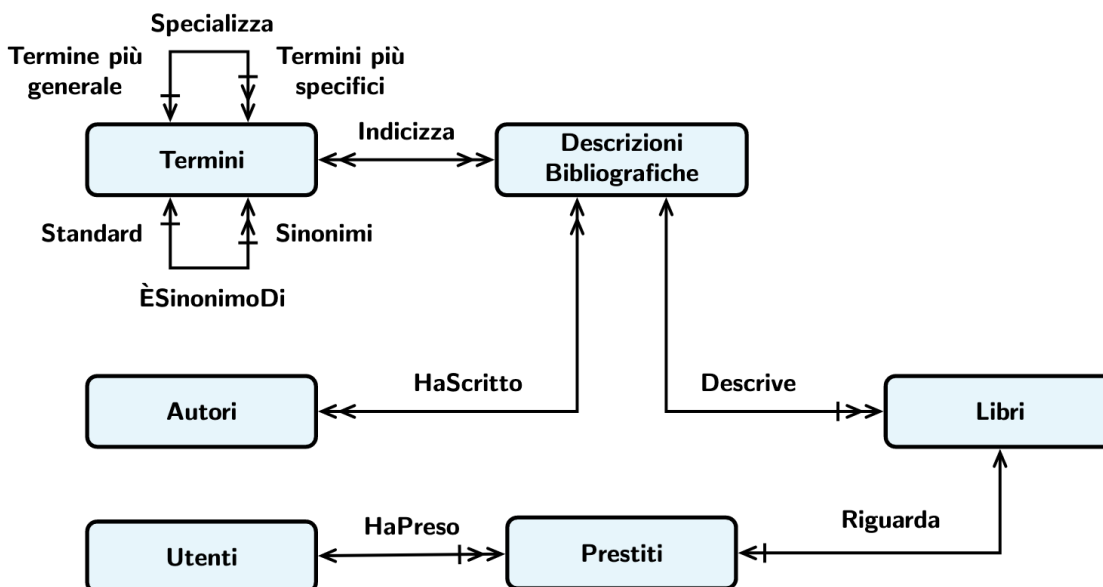 Specializza
Termine più
generale
Termini più
specifici
Termini
Indicizza
Descrizioni
Bibliografiche
Standard
Sinonimi
ÈSinonimoDi
Autori
HaScritto
Descrive
Libri
Utenti
HaPreso
Prestiti
Riguarda